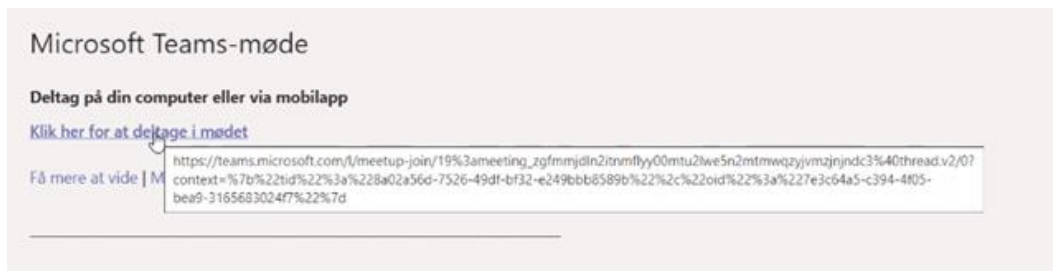 Microsoft Teams-møde
Deltag på din computer eller via mobilapp
Klik her for at deltage i mødet
https://teams.microsoft.com/l/meetup-join/19%3ameeting_zgfmmjdln2itnmflyy00mtu2lwe5n2mtmwqzyjvmzjnjndc3%40thread.v2/0?
Få mere at vide | M
context=%7b%22tid%22%3a%228a02a56d-7526-49df-bf32-e249bbb8589b%22%2c%22oid%22%3a%227e3c64a5-c394-4f05-
bea9-3165683024f7%22%7d